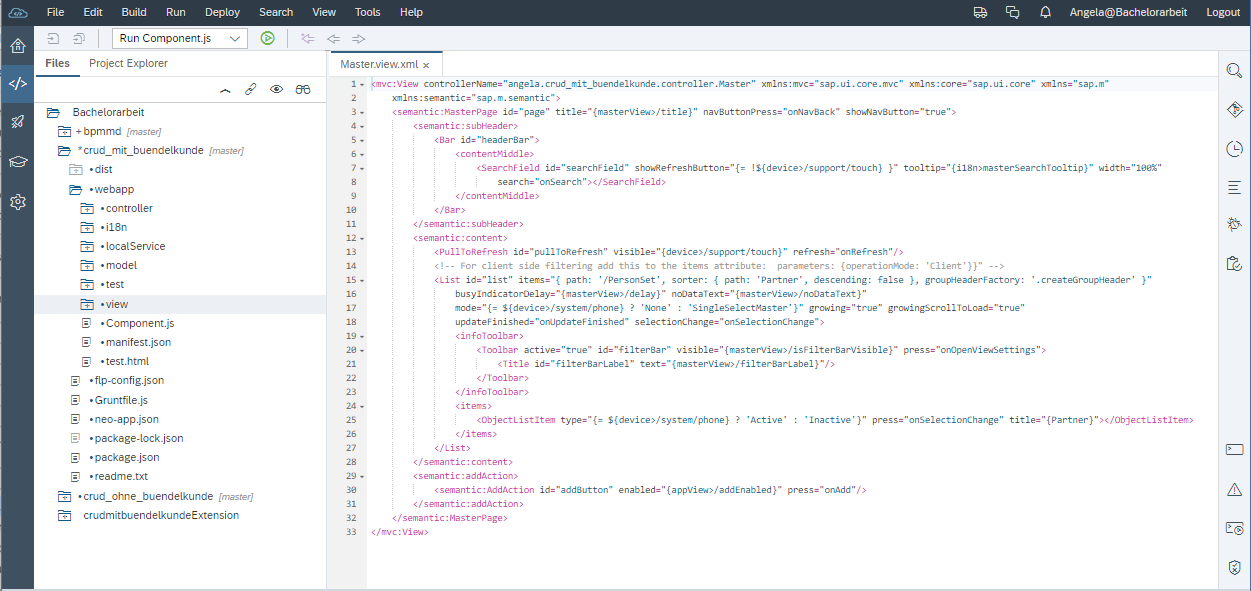 File Edit Build Run Deploy Search View Tools Help Angela@Bachelorarbeit Logout
Run Component.js
Files Project Explorer
Bachelorarbeit
+ bpmmd [master]
*crud_mit_buendelkunde [master]
• dist
• webapp
• controller
• i18n
• localService
• model
• test
• view
• Component.js
• manifest.json
• test.html
• flp-config.json
• Gruntfile.js
• neo-app.json
• package-lock.json
• package.json
• readme.txt
• crud_ohne_buendelkunde [master]
crudmitbuendelkundeExtension
Master.view.xml ×
1 <mvc:View controllerName="angela.crud_mit_buendelkunde.controller.Master" xmlns:mvc="sap.ui.core.mvc" xmlns:core="sap.ui.core" xmlns="sap.m"
2 xmlns:semantic="sap.m.semantic">
3 <semantic:MasterPage id="page" title="{masterView>/title}" navButtonPress="onNavBack" showNavButton="true">
4 <semantic:subHeader>
5 <Bar id="headerBar">
6 <contentMiddle>
7 <SearchField id="searchField" showRefreshButton="{= !${device>/support/touch} }" tooltip="{i18n>masterSearchTooltip}" width="100%"
8 search="onSearch"></SearchField>
9 </contentMiddle>
10 </Bar>
11 </semantic:subHeader>
12 <semantic:content>
13 <PullToRefresh id="pullToRefresh" visible="{device>/support/touch}" refresh="onRefresh"/>
14 <!-- For client side filtering add this to the items attribute: parameters: {operationMode: 'Client'}}" -->
15 <List id="list" items="{ path: '/PersonSet', sorter: { path: 'Partner', descending: false }, groupHeaderFactory: '.createGroupHeader' }"
16 busyIndicatorDelay="{masterView>/delay}" noDataText="{masterView>/noDataText}"
17 mode="{= ${device>/system/phone} ? 'None' : 'SingleSelectMaster'}" growing="true" growingScrollToLoad="true"
18 updateFinished="onUpdateFinished" selectionChange="onSelectionChange">
19 <infoToolbar>
20 <Toolbar active="true" id="filterBar" visible="{masterView>/isFilterBarVisible}" press="onOpenViewSettings">
21 <Title id="filterBarLabel" text="{masterView>/filterBarLabel}"/>
22 </Toolbar>
23 </infoToolbar>
24 <items>
25 <ObjectListItem type="{= ${device>/system/phone} ? 'Active' : 'Inactive'}" press="onSelectionChange" title="{Partner}"></ObjectListItem>
26 </items>
27 </List>
28 </semantic:content>
29 <semantic:addAction>
30 <semantic:AddAction id="addButton" enabled="{appView>/addEnabled}" press="onAdd"/>
31 </semantic:addAction>
32 </semantic:MasterPage>
33 </mvc:View>